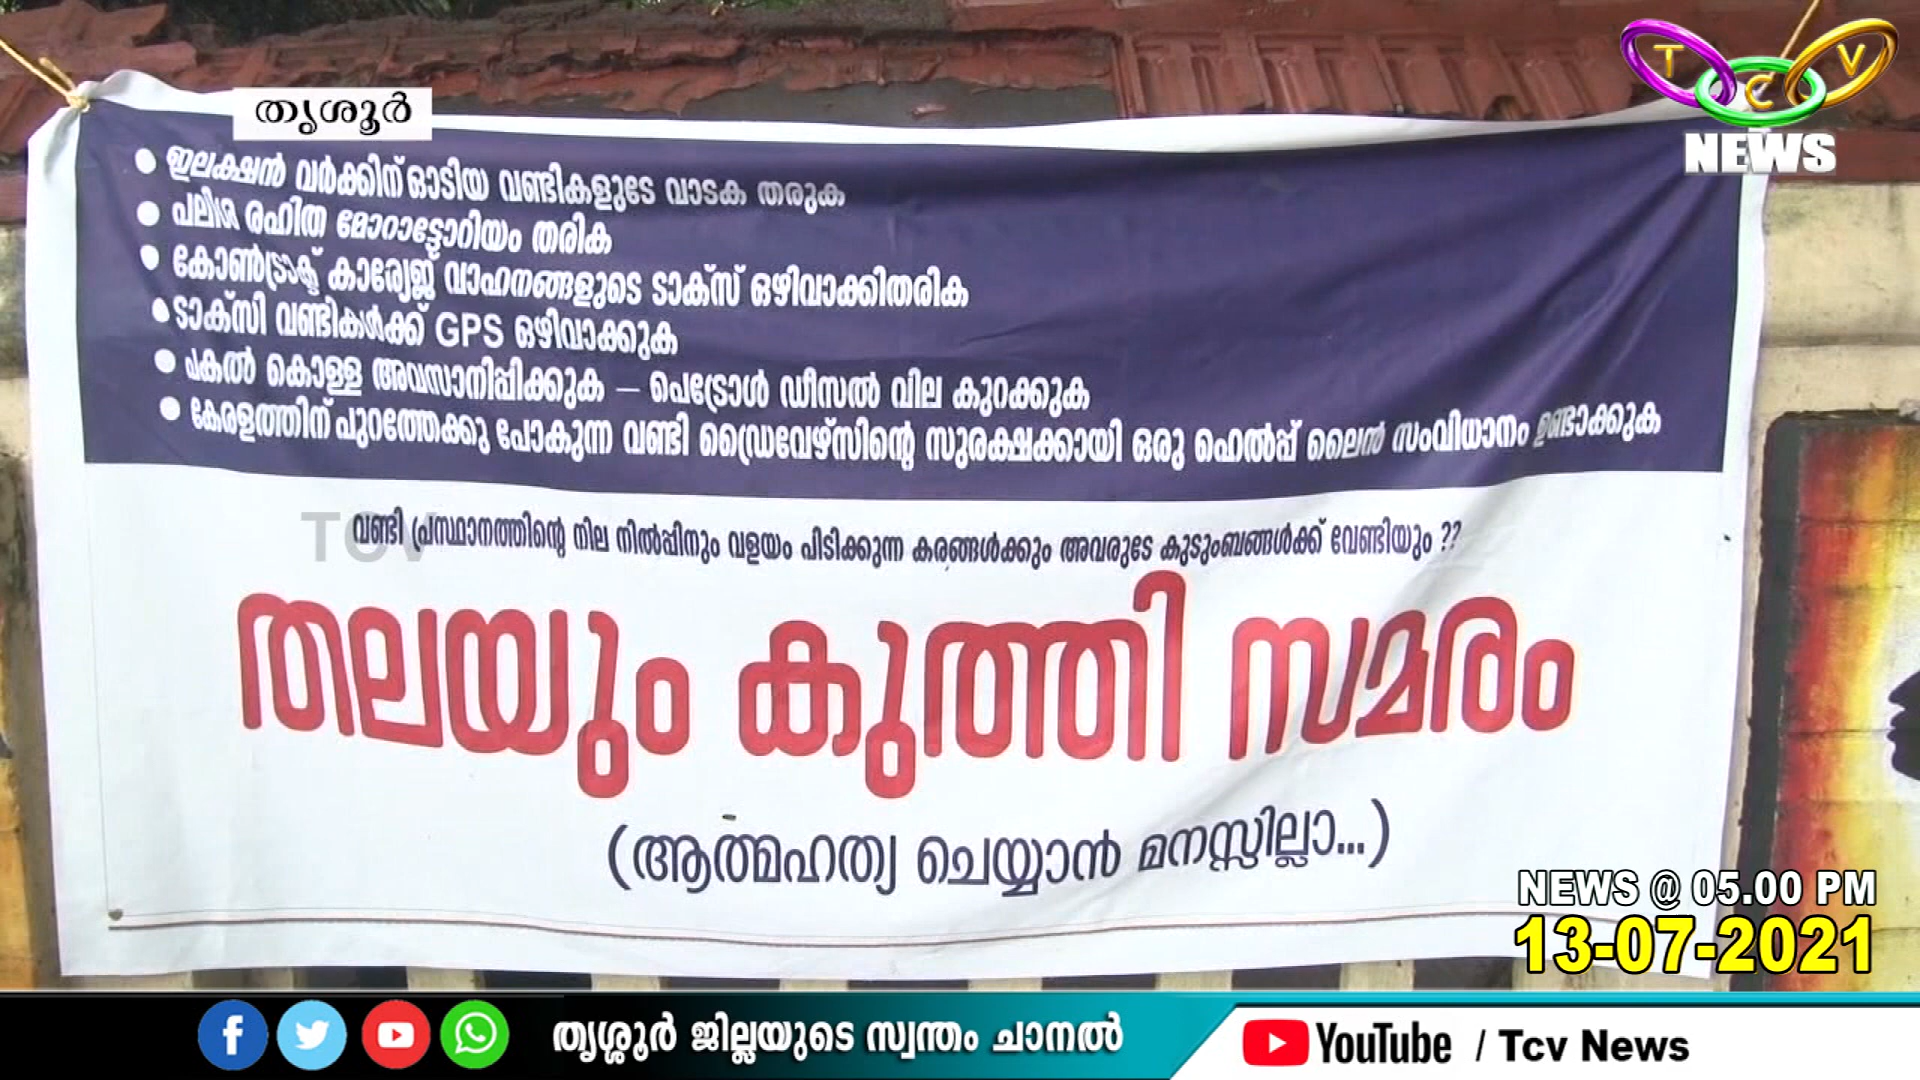 T C V
NEWS
തൃശൂർ
● ഇലക്ഷൻ വർക്കിന് ഓടിയ വണ്ടികളുടേ വാടക തരുക
● പലിശ രഹിത മോറാട്ടോറിയം തരിക
● കോൺട്രാക്ട് കാര്യേജ് വാഹനങ്ങളുടെ ടാക്സ് ഒഴിവാക്കിതരിക
● ടാക്സി വണ്ടികൾക്ക് GPS ഒഴിവാക്കുക
● പകൽ കൊള്ള അവസാനിപ്പിക്കുക – പെട്രോൾ ഡീസൽ വില കുറക്കുക
● കേരളത്തിന് പുറത്തേക്കു പോകുന്ന വണ്ടി ഡ്രൈവേഴ്സിന്റെ സുരക്ഷക്കായി ഒരു ഹെൽപ്പ് ലൈൻ സംവിധാനം ഉണ്ടാക്കുക
TCV
വണ്ടി പ്രസ്ഥാനത്തിന്റെ നില നിൽപ്പിനും വളയം പിടിക്കുന്ന കരങ്ങൾക്കും അവരുടേ കുടുംബങ്ങൾക്ക് വേണ്ടിയും ??
തലയും കുത്തി സമരം
(ആത്മഹത്യ ചെയ്യാൻ മനസ്സില്ലാ...)
NEWS @ 05.00 PM
13-07-2021
തൃശ്ശൂർ ജില്ലയുടെ സ്വന്തം ചാനൽ
YouTube / Tcv News